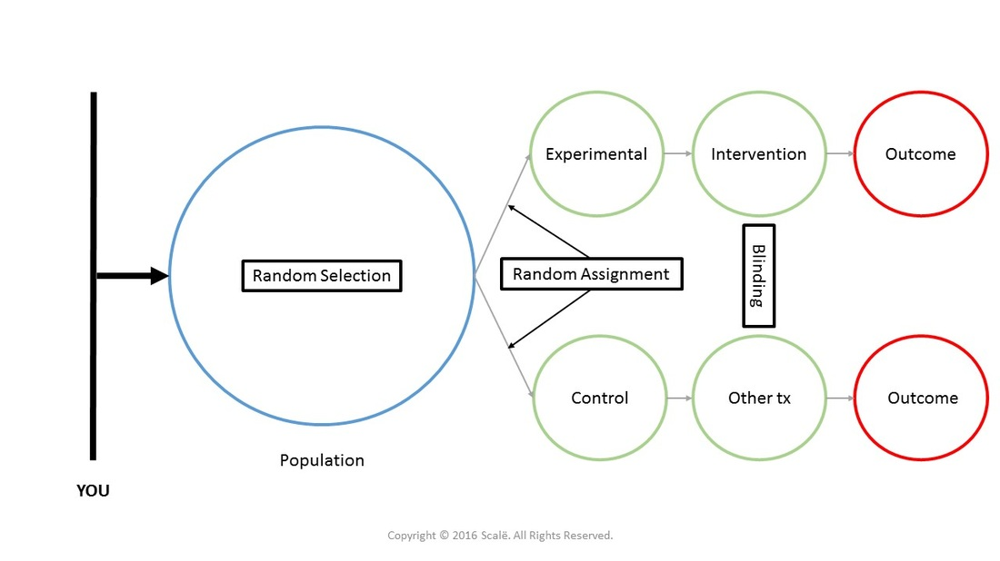 Experimental
Intervention
Outcome
Random Selection
Random Assignment
Blinding
Control
Other tx
Outcome
Population
YOU
Copyright © 2016 Scalë. All Rights Reserved.